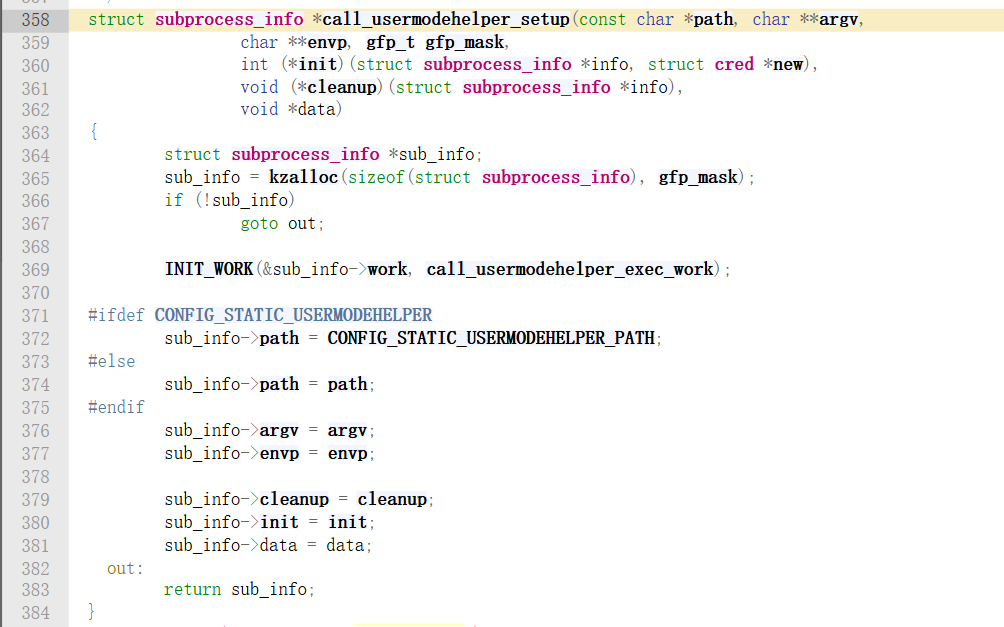 358 struct subprocess_info *call_usermodehelper_setup(const char *path, char **argv,
359 char **envp, gfp_t gfp_mask,
360 int (*init)(struct subprocess_info *info, struct cred *new),
361 void (*cleanup)(struct subprocess_info *info),
362 void *data)
363 {
364 struct subprocess_info *sub_info;
365 sub_info = kzalloc(sizeof(struct subprocess_info), gfp_mask);
366 if (!sub_info)
367 goto out;
368
369 INIT_WORK(&sub_info->work, call_usermodehelper_exec_work);
370
371 #ifdef CONFIG_STATIC_USERMODEHELPER
372 sub_info->path = CONFIG_STATIC_USERMODEHELPER_PATH;
373 #else
374 sub_info->path = path;
375 #endif
376 sub_info->argv = argv;
377 sub_info->envp = envp;
378
379 sub_info->cleanup = cleanup;
380 sub_info->init = init;
381 sub_info->data = data;
382 out:
383 return sub_info;
384 }